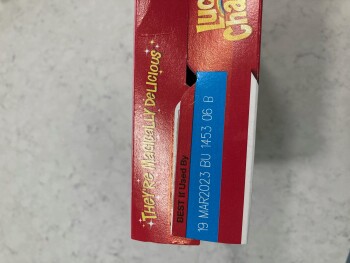 Luc
Cha
They're Magically Delicious
BEST If Used By
19 MAR2023 BU 1453 06 B